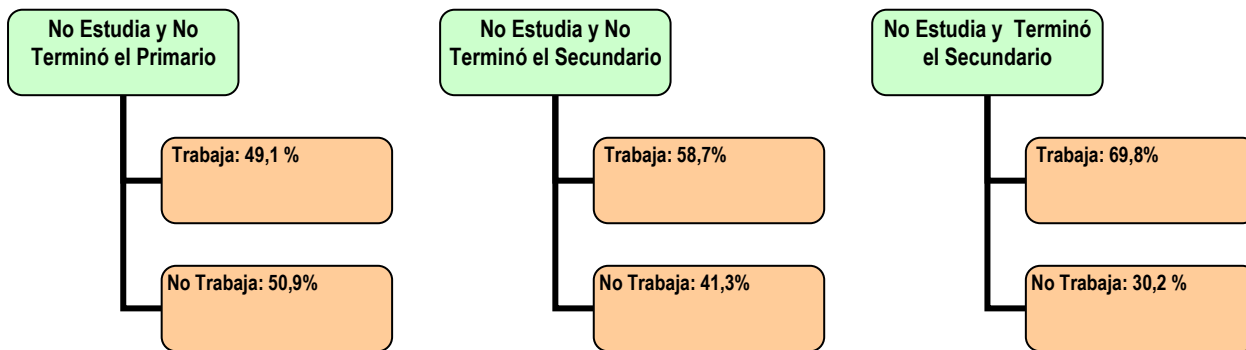 No Estudia y No
Terminó el Primario
Trabaja: 49,1 %
No Trabaja: 50,9%
No Estudia y No
Terminó el Secundario
Trabaja: 58,7%
No Trabaja: 41,3%
No Estudia y Terminó
el Secundario
Trabaja: 69,8%
No Trabaja: 30,2 %